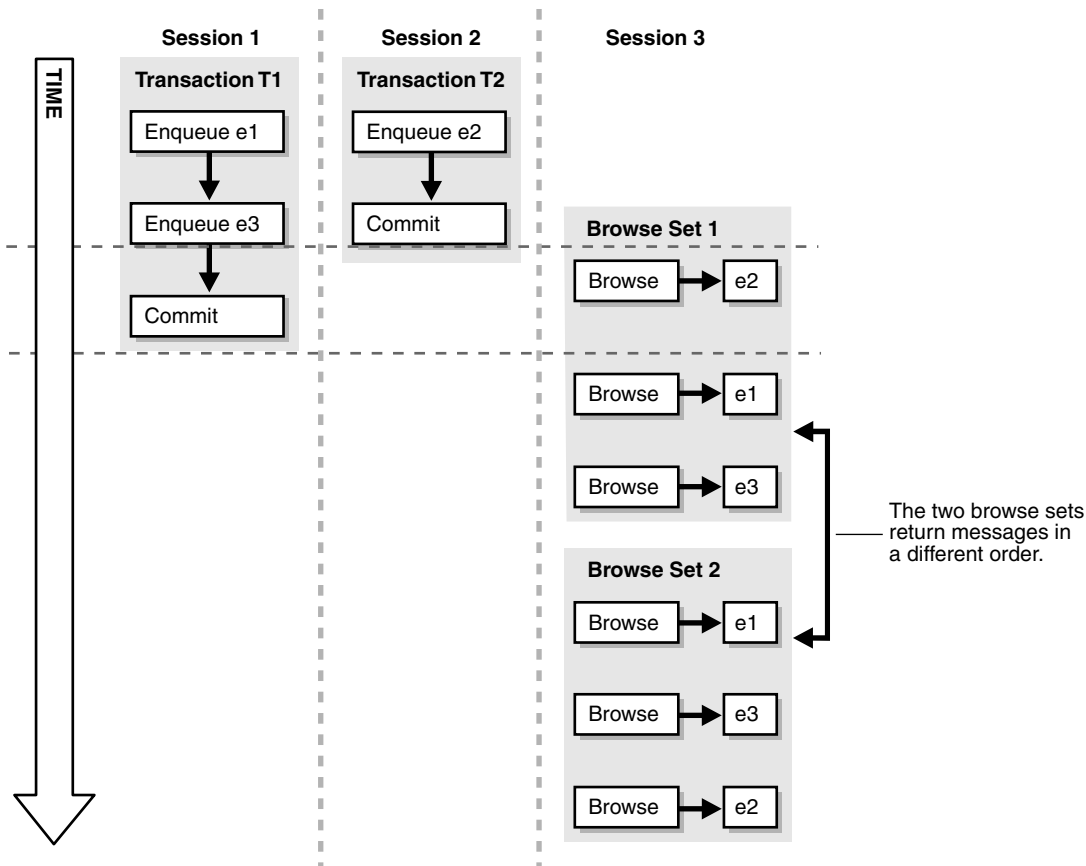 Session 1
Session 2
Session 3
TIME
Transaction T1
Enqueue e1
Enqueue e3
Commit
Transaction T2
Enqueue e2
Commit
Browse Set 1
Browse
e2
Browse
e1
Browse
e3
Browse Set 2
Browse
e1
Browse
e3
Browse
e2
The two browse sets
return messages in
a different order.